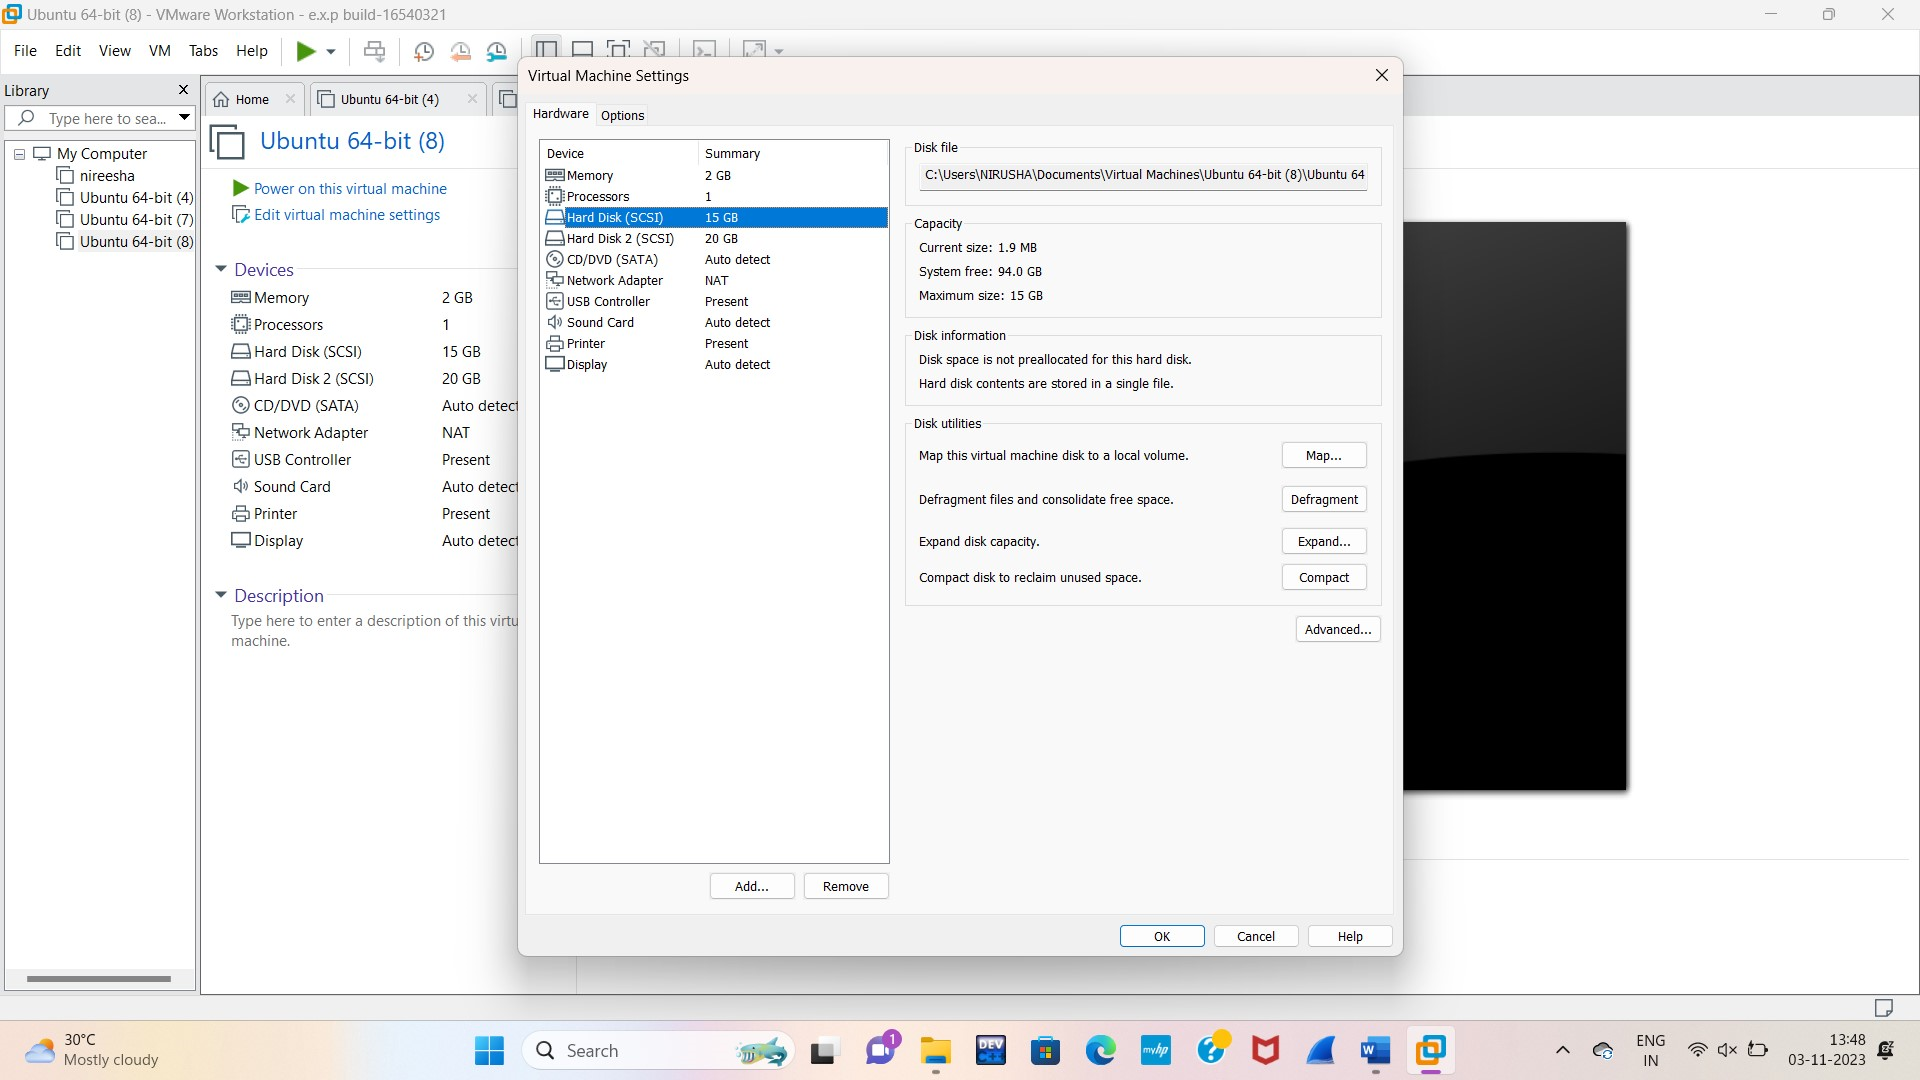 Ubuntu 64-bit (8) - VMware Workstation - e.x.p build-16540321
File Edit View VM Tabs Help
Library
Type here to sea...
My Computer
nireesha
Ubuntu 64-bit (4)
Ubuntu 64-bit (7)
Ubuntu 64-bit (8)
Home
Ubuntu 64-bit (4)
Ubuntu 64-bit (8)
Power on this virtual machine
Edit virtual machine settings
Devices
Memory 2 GB
Processors 1
Hard Disk (SCSI) 15 GB
Hard Disk 2 (SCSI) 20 GB
CD/DVD (SATA) Auto detect
Network Adapter NAT
USB Controller Present
Sound Card Auto detect
Printer Present
Display Auto detect
Description
Type here to enter a description of this virtu
machine.
Virtual Machine Settings
Hardware Options
Device Summary
Memory 2 GB
Processors 1
Hard Disk (SCSI) 15 GB
Hard Disk 2 (SCSI) 20 GB
CD/DVD (SATA) Auto detect
Network Adapter NAT
USB Controller Present
Sound Card Auto detect
Printer Present
Display Auto detect
Add... Remove
Disk file
C:\Users\NIRUSHA\Documents\Virtual Machines\Ubuntu 64-bit (8)\Ubuntu 64
Capacity
Current size: 1.9 MB
System free: 94.0 GB
Maximum size: 15 GB
Disk information
Disk space is not preallocated for this hard disk.
Hard disk contents are stored in a single file.
Disk utilities
Map this virtual machine disk to a local volume. Map...
Defragment files and consolidate free space. Defragment
Expand disk capacity. Expand...
Compact disk to reclaim unused space. Compact
Advanced...
OK Cancel Help
30°C
Mostly cloudy
Search
1
DEV
C++
myhp
ENG
IN
13:48
03-11-2023